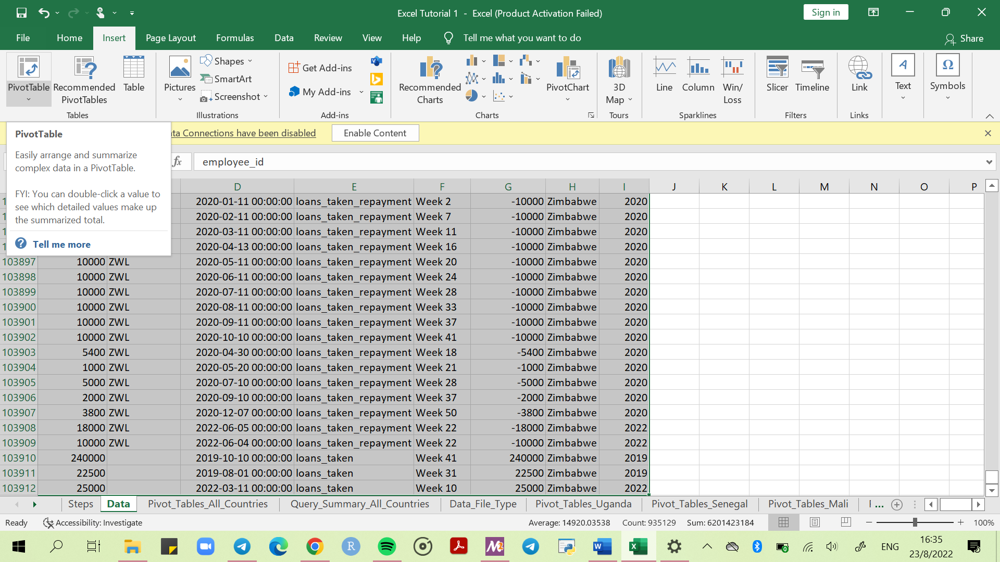 Excel Tutorial 1 - Excel (Product Activation Failed)
Sign in
File Home Insert Page Layout Formulas Data Review View Help Tell me what you want to do Share
PivotTable
Recommended PivotTables
Table
Tables
Pictures
Shapes
SmartArt
Screenshot
Illustrations
Get Add-ins
My Add-ins
Add-ins
Recommended Charts
Charts
PivotChart
3D Map
Tours
Line
Column
Win/ Loss
Sparklines
Slicer
Timeline
Filters
Link
Links
A
Text
Ω
Symbols
PivotTable
Easily arrange and summarize
complex data in a PivotTable.
FYI: You can double-click a value to
see which detailed values make up
the summarized total.
Tell me more
ta Connections have been disabled Enable Content
fx employee_id
D E F G H I J K L M N O P
2020-01-11 00:00:00 loans_taken_repayment Week 2 -10000 Zimbabwe 2020
2020-02-11 00:00:00 loans_taken_repayment Week 7 -10000 Zimbabwe 2020
2020-03-11 00:00:00 loans_taken_repayment Week 11 -10000 Zimbabwe 2020
2020-04-13 00:00:00 loans_taken_repayment Week 16 -10000 Zimbabwe 2020
103897 10000 ZWL 2020-05-11 00:00:00 loans_taken_repayment Week 20 -10000 Zimbabwe 2020
103898 10000 ZWL 2020-06-11 00:00:00 loans_taken_repayment Week 24 -10000 Zimbabwe 2020
103899 10000 ZWL 2020-07-11 00:00:00 loans_taken_repayment Week 28 -10000 Zimbabwe 2020
103900 10000 ZWL 2020-08-11 00:00:00 loans_taken_repayment Week 33 -10000 Zimbabwe 2020
103901 10000 ZWL 2020-09-11 00:00:00 loans_taken_repayment Week 37 -10000 Zimbabwe 2020
103902 10000 ZWL 2020-10-10 00:00:00 loans_taken_repayment Week 41 -10000 Zimbabwe 2020
103903 5400 ZWL 2020-04-30 00:00:00 loans_taken_repayment Week 18 -5400 Zimbabwe 2020
103904 1000 ZWL 2020-05-20 00:00:00 loans_taken_repayment Week 21 -1000 Zimbabwe 2020
103905 5000 ZWL 2020-07-10 00:00:00 loans_taken_repayment Week 28 -5000 Zimbabwe 2020
103906 2000 ZWL 2020-09-10 00:00:00 loans_taken_repayment Week 37 -2000 Zimbabwe 2020
103907 3800 ZWL 2020-12-07 00:00:00 loans_taken_repayment Week 50 -3800 Zimbabwe 2020
103908 18000 ZWL 2022-06-05 00:00:00 loans_taken_repayment Week 22 -18000 Zimbabwe 2022
103909 10000 ZWL 2022-06-04 00:00:00 loans_taken_repayment Week 22 -10000 Zimbabwe 2022
103910 240000 2019-10-10 00:00:00 loans_taken Week 41 240000 Zimbabwe 2019
103911 22500 2019-08-01 00:00:00 loans_taken Week 31 22500 Zimbabwe 2019
103912 25000 2022-03-11 00:00:00 loans_taken Week 10 25000 Zimbabwe 2022
Steps Data Pivot_Tables_All_Countries Query_Summary_All_Countries Data_File_Type Pivot_Tables_Uganda Pivot_Tables_Senegal Pivot_Tables_Mali ...
Ready Accessibility: Investigate Average: 14920.03538 Count: 935129 Sum: 6201423184 100%
ENG
16:35
23/8/2022